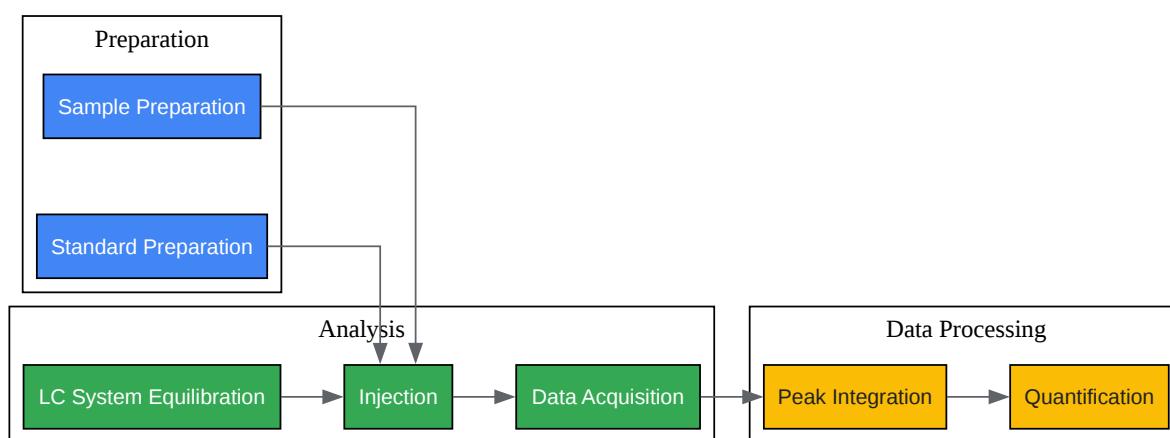 Preparation
Sample Preparation
Standard Preparation
Analysis
LC System Equilibration
Injection
Data Acquisition
Data Processing
Peak Integration
Quantification